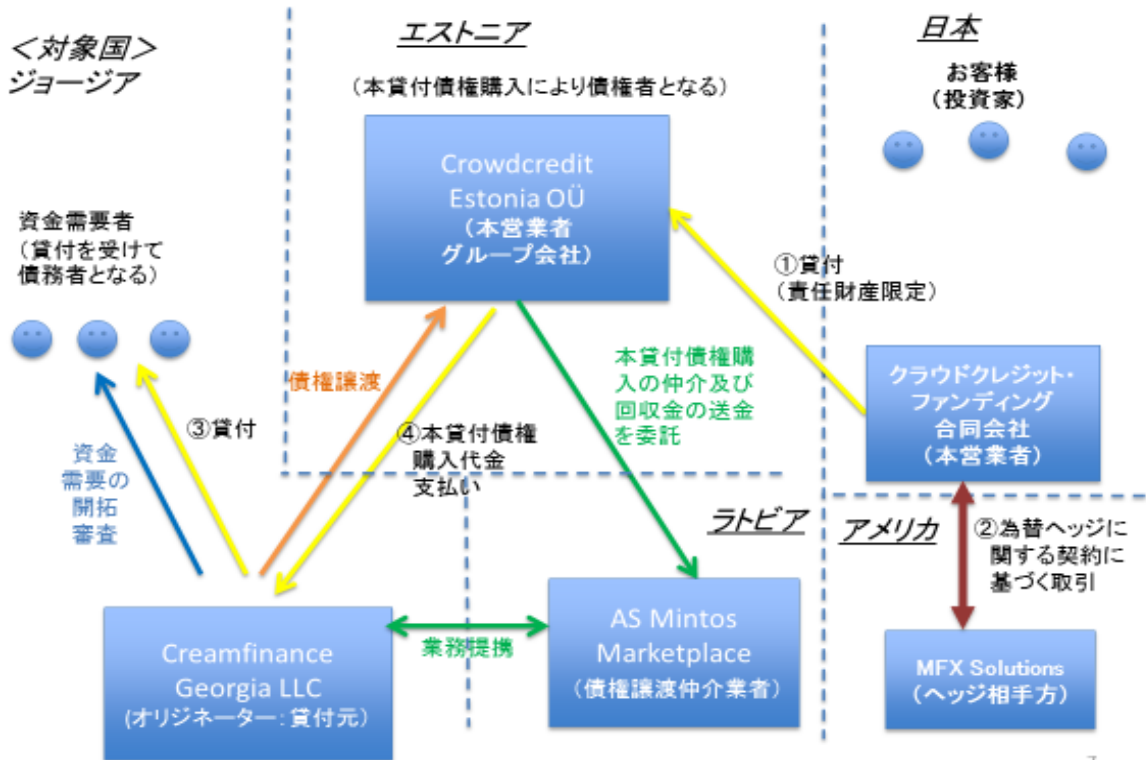 ＜対象国＞
ジョージア
エストニア
（本貸付債権購入により債権者となる）
日本
お客様
（投資家）
Crowdcredit
Estonia OÜ
（本営業者
グループ会社）
資金需要者
（貸付を受けて
債務者となる）
①貸付
（責任財産限定）
債権譲渡
本貸付債権購
入の仲介及び
回収金の送金
を委託
クラウドクレジット・
ファンディング
合同会社
（本営業者）
③貸付
④本貸付債権
購入代金
支払い
資金
需要の
開拓
審査
ラトビア
アメリカ
②為替ヘッジに
関する契約に
基づく取引
Creamfinance
Georgia LLC
（オリジネーター：貸付元）
業務提携
AS Mintos
Marketplace
（債権譲渡仲介業者）
MFX Solutions
（ヘッジ相手方）